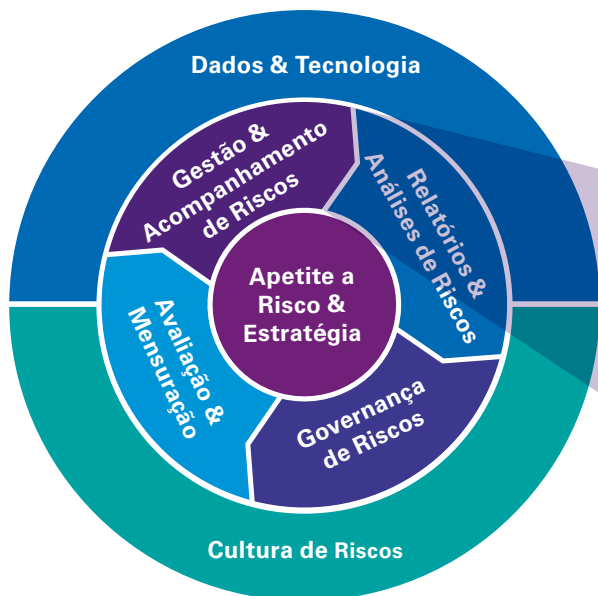 Dados & Tecnologia
Gestão &
Acompanhamento
de Riscos
Relatórios &
Análises de Riscos
Apetite a
Risco &
Estratégia
Avaliação &
Mensuração
Governança
de Riscos
Cultura de Riscos